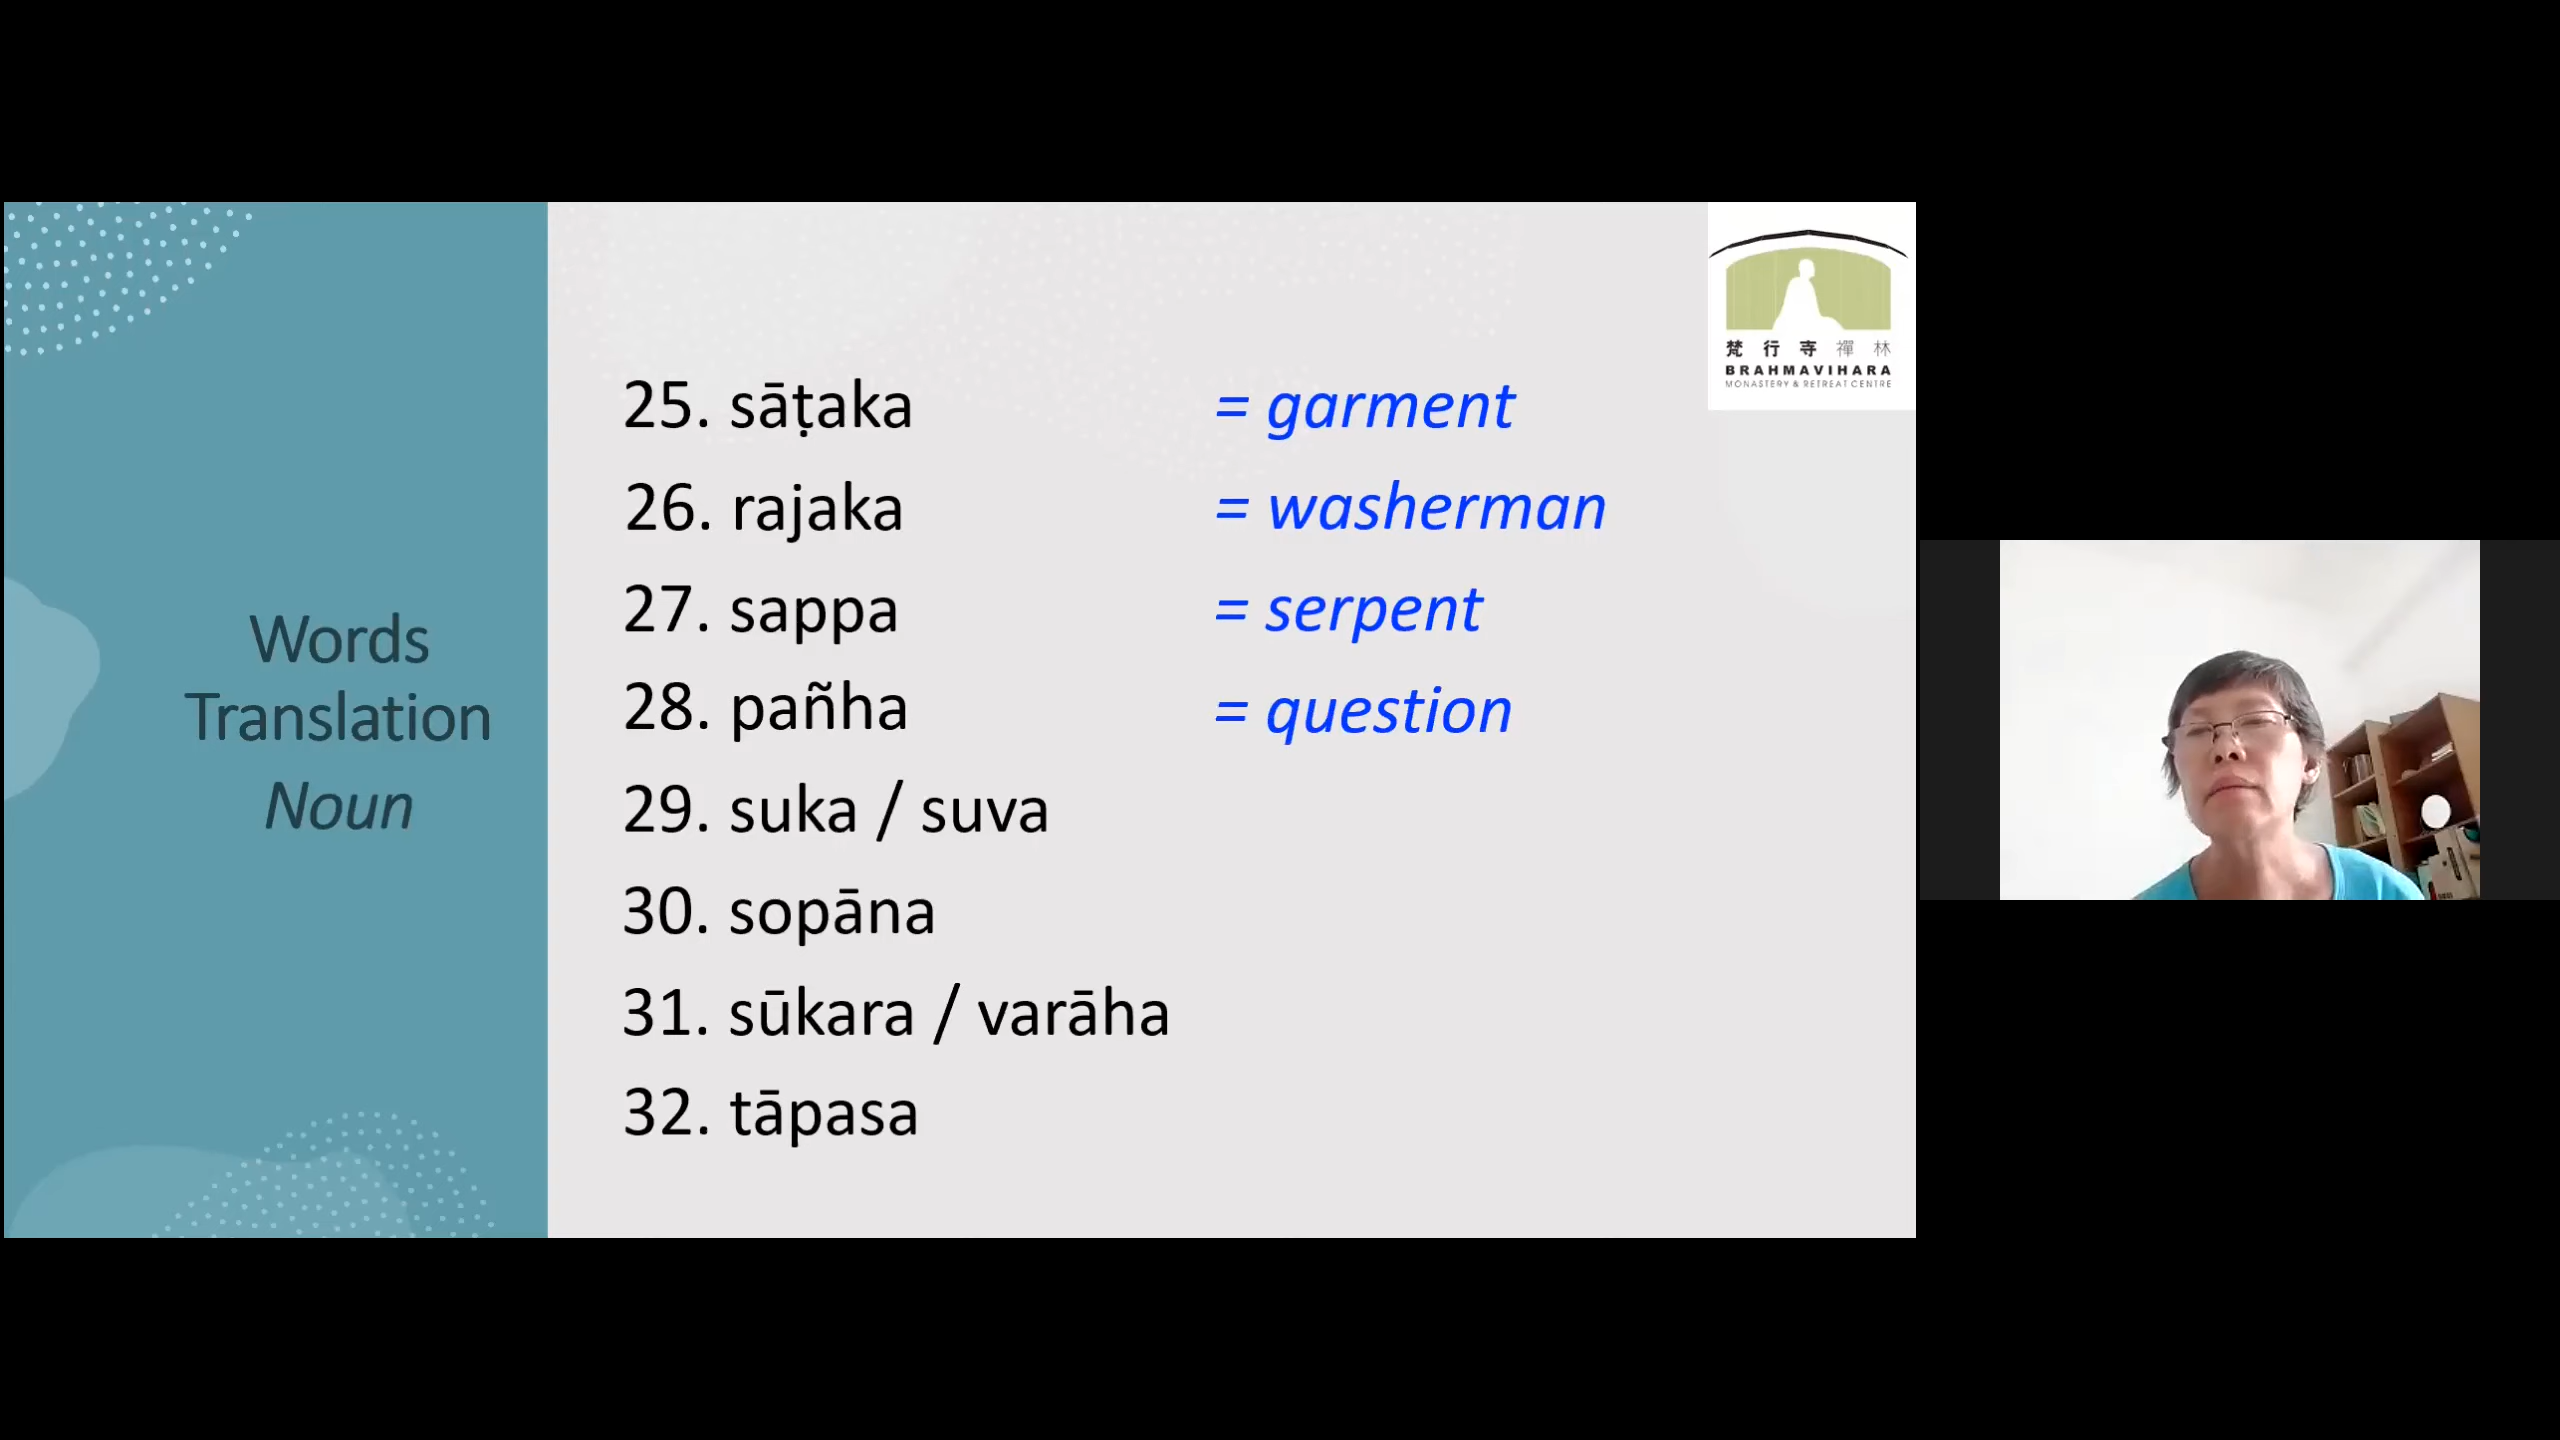 Words
Translation
Noun
25. sāṭaka = garment
26. rajaka = washerman
27. sappa = serpent
28. pañha = question
29. suka / suva
30. sopāna
31. sūkara / varāha
32. tāpasa
梵行寺禪林
BRAHMAVIHARA
MONASTERY & RETREAT CENTRE